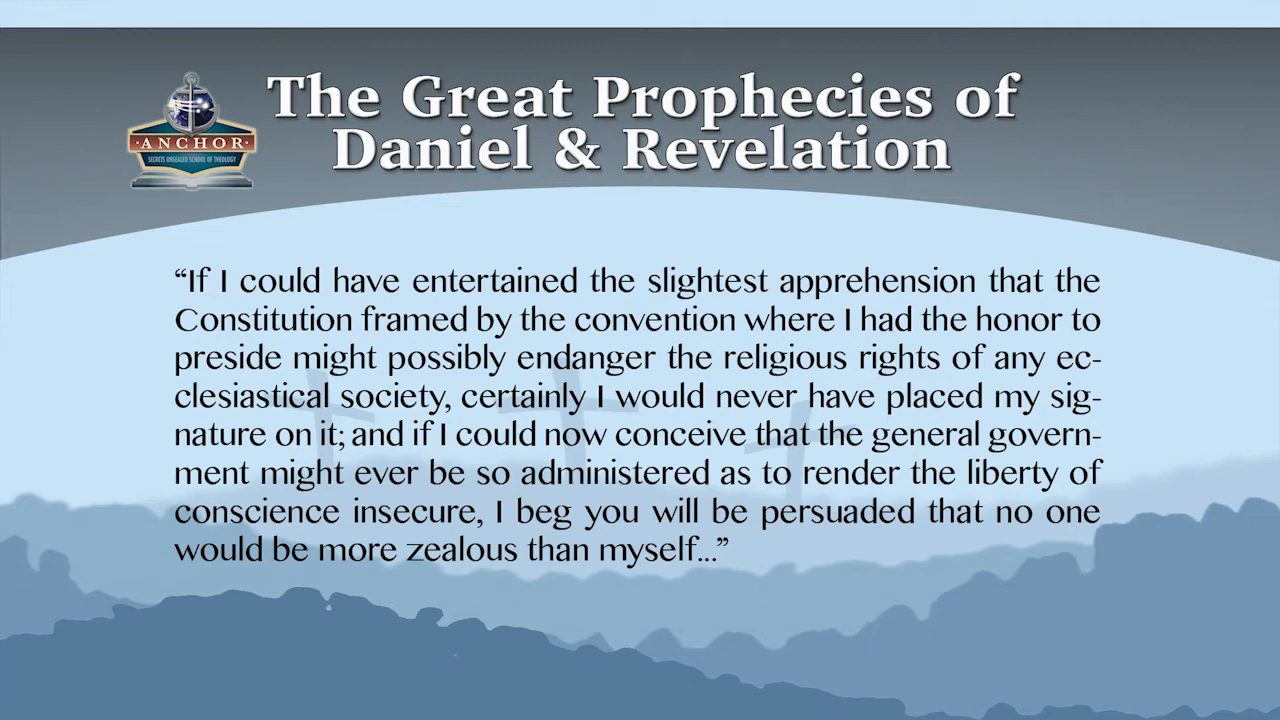 The Great Prophecies of
Daniel & Revelation
·ANCHOR·
SECRETS UNSEALED SCHOOL OF THEOLOGY
“If I could have entertained the slightest apprehension that the
Constitution framed by the convention where I had the honor to
preside might possibly endanger the religious rights of any ec-
clesiastical society, certainly I would never have placed my sig-
nature on it; and if I could now conceive that the general govern-
ment might ever be so administered as to render the liberty of
conscience insecure, I beg you will be persuaded that no one
would be more zealous than myself...”